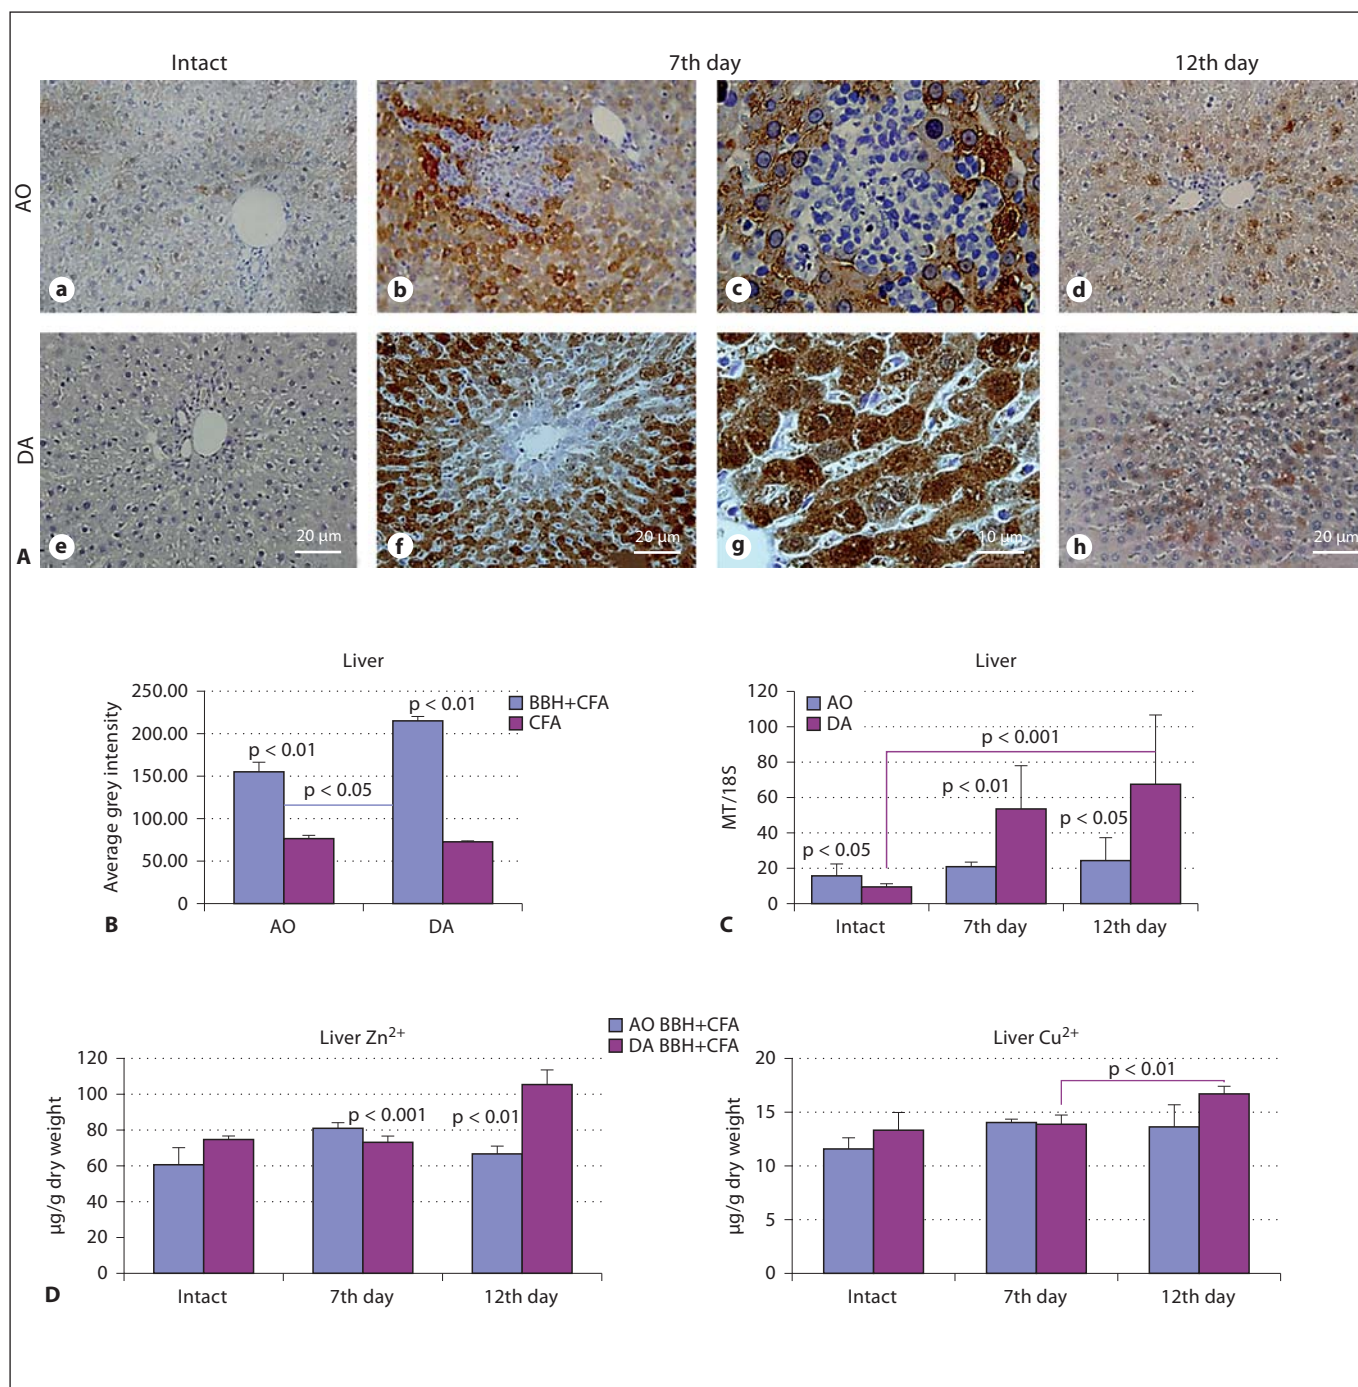 Intact 7th day 12th day
AO
a b c d
DA
e 20 µm f 20 µm g 10 µm h 20 µm
A
Liver
Average grey intensity
250.00
200.00
150.00
100.00
50.00
0
p < 0.01
p < 0.05
p < 0.01
BBH+CFA
CFA
AO DA
B
Liver
MT/18S
120
100
80
60
40
20
0
AO
DA
p < 0.001
p < 0.01
p < 0.05
p < 0.05
Intact 7th day 12th day
C
Liver Zn²⁺
µg/g dry weight
120
100
80
60
40
20
0
p < 0.001
p < 0.01
Intact 7th day 12th day
D
AO BBH+CFA
DA BBH+CFA
Liver Cu²⁺
µg/g dry weight
20
15
10
5
0
p < 0.01
Intact 7th day 12th day